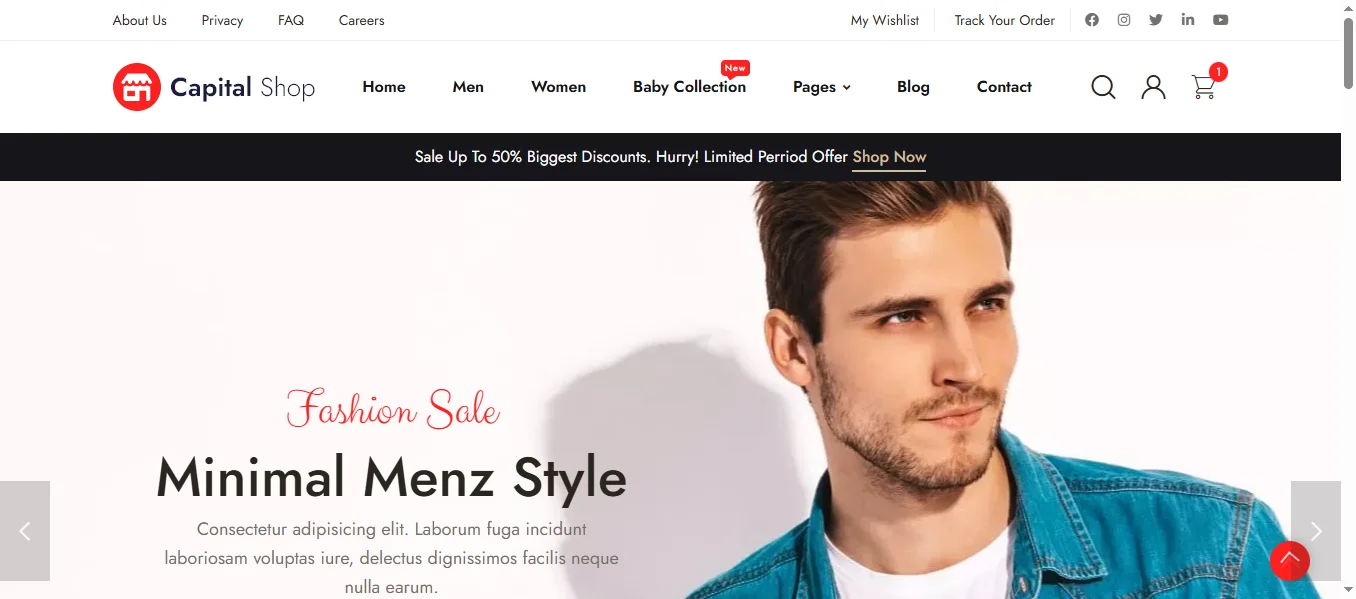 About Us Privacy FAQ Careers My Wishlist Track Your Order
New
1
Capital Shop Home Men Women Baby Collection Pages Blog Contact
Sale Up To 50% Biggest Discounts. Hurry! Limited Perriod Offer Shop Now
Fashion Sale
Minimal Menz Style
Consectetur adipisicing elit. Laborum fuga incidunt
laboriosam voluptas iure, delectus dignissimos facilis neque
nulla earum.